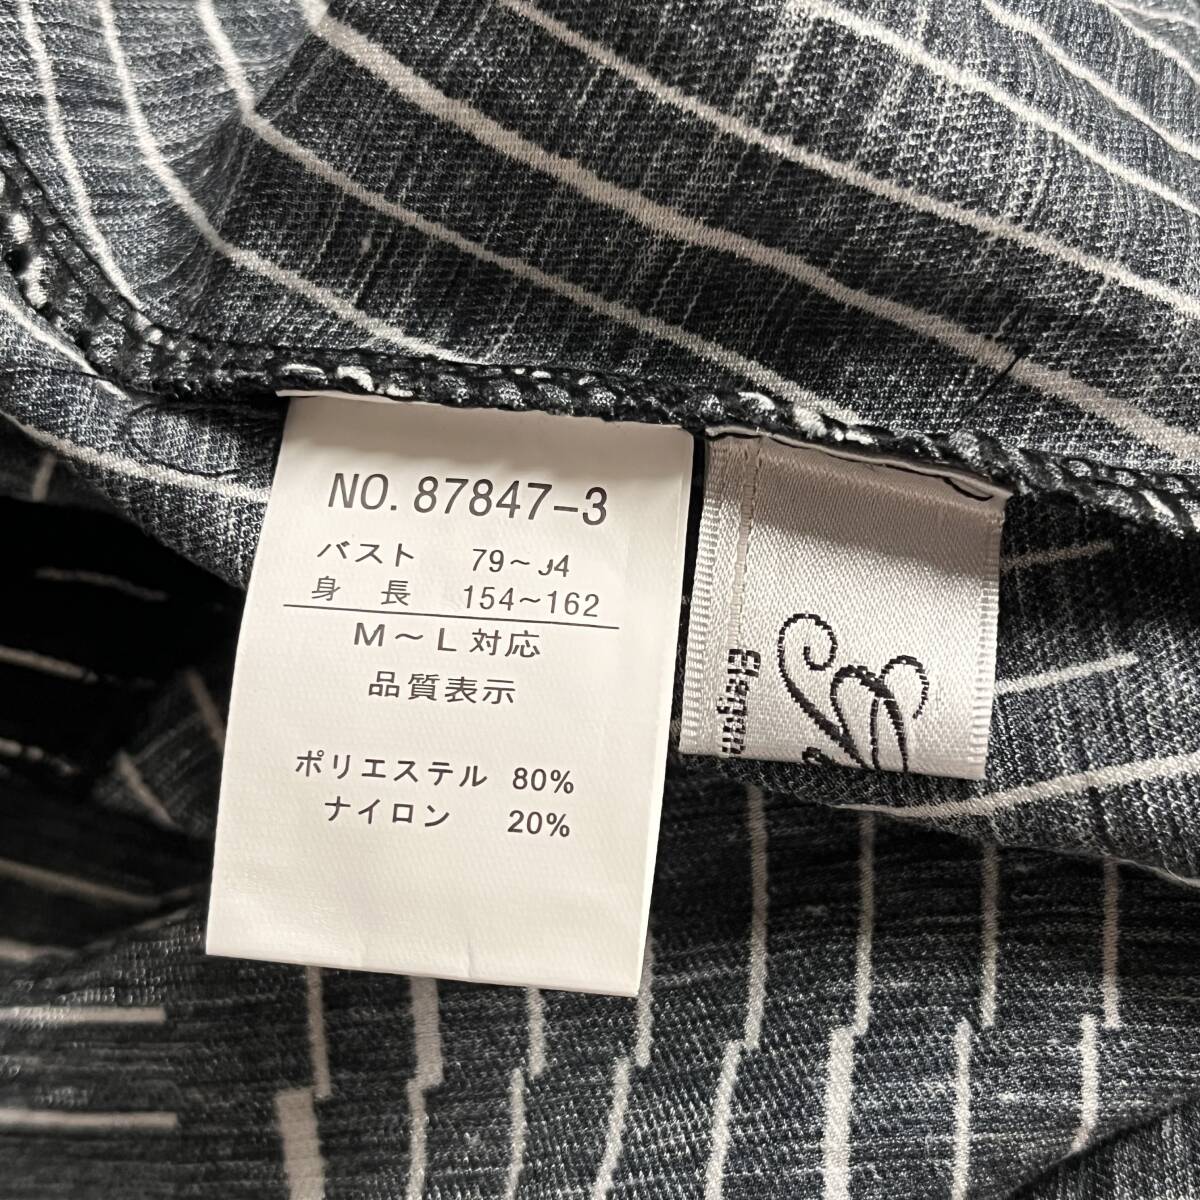 NO. 87847-3
バスト 79~
身 長 154~162
M~L対応
品質表示
ポリエステル 80%
ナイロン 20%